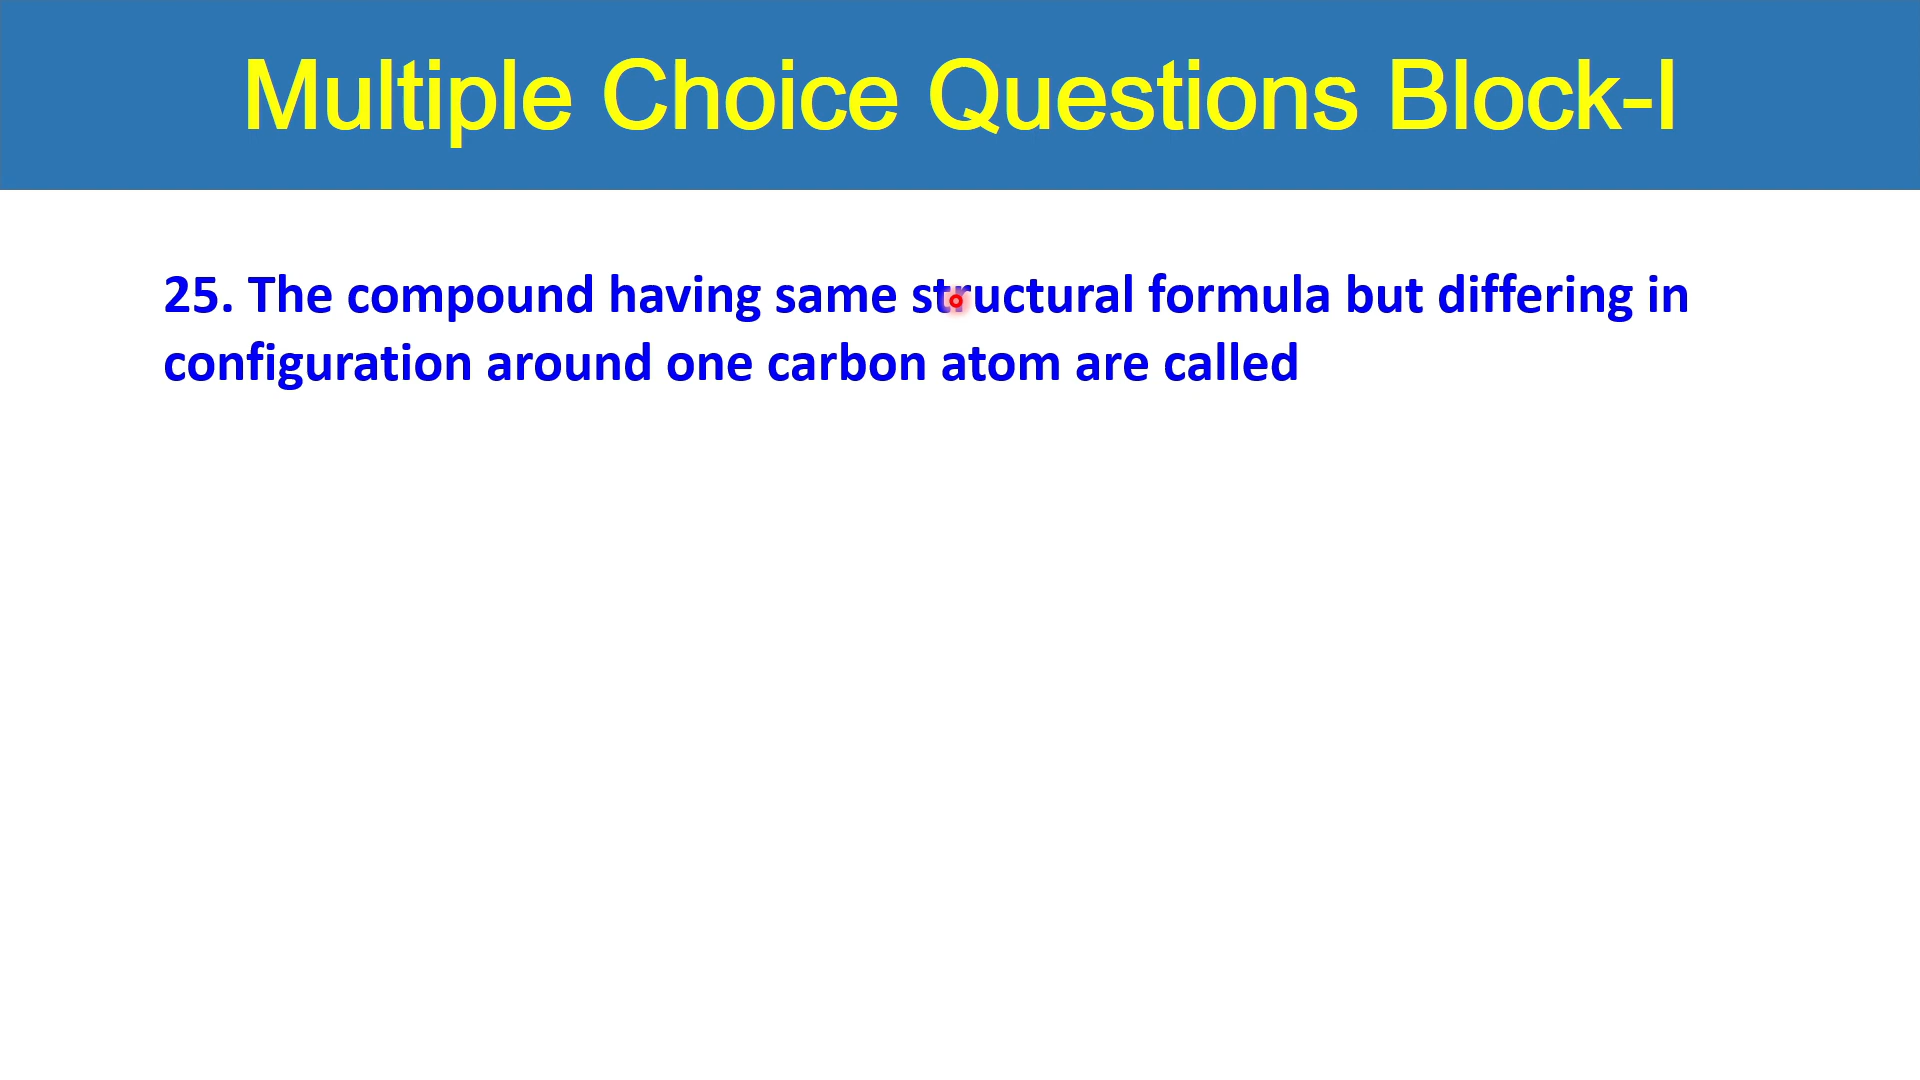 Multiple Choice Questions Block-I
25. The compound having same structural formula but differing in
configuration around one carbon atom are called